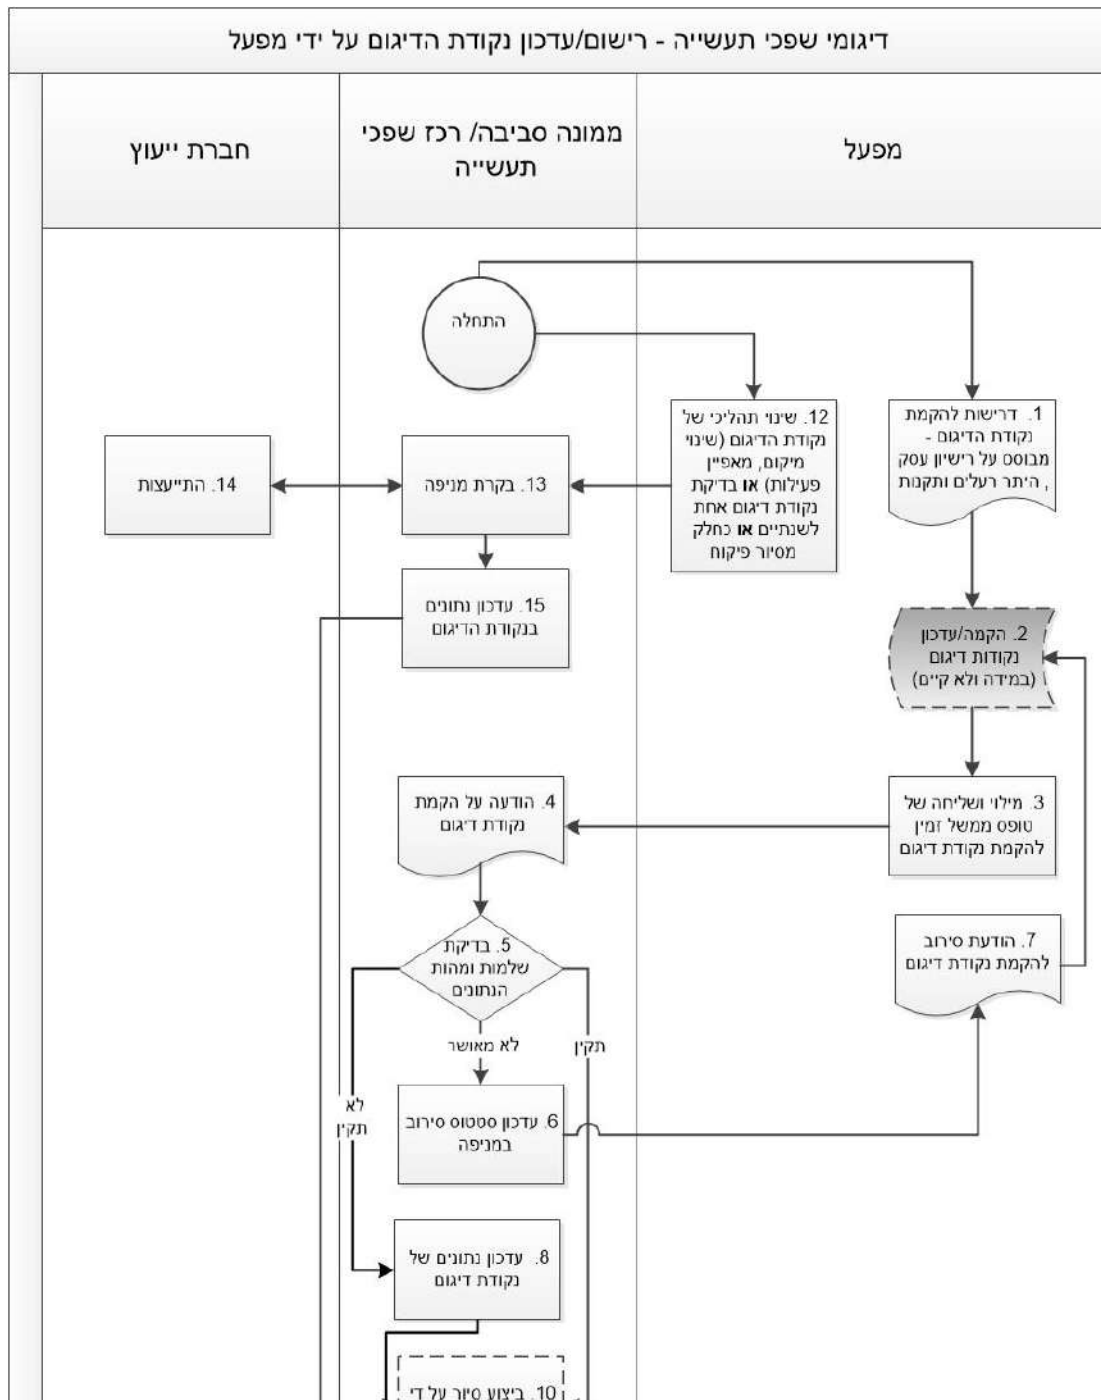 דיגומי שפכי תעשייה - רישום/עדכון נקודת הדיגום על ידי מפעל
מפעל
ממונה סביבה/ רכז שפכי
תעשייה
חברת ייעוץ
התחלה
1. דרישות להקמת
נקודת הדיגום -
מבוסס על רישיון עסק
, היתר רעלים ותקנות
12. שינוי תהליכי של
נקודת הדיגום (שינוי
מיקום, מאפיין
פעילות) או בדיקת
נקודת דיגום אחת
לשנתיים או כחלק
מסיור פיקוח
13. בקרת מניפה
14. התייעצות
15. עדכון נתונים
בנקודת הדיגום
2. הקמה/עדכון
נקודות דיגום
(במידה ולא קיים)
3. מילוי ושליחה של
טופס ממשל זמין
להקמת נקודת דיגום
4. הודעה על הקמת
נקודת דיגום
5. בדיקת
שלמות ומהות
הנתונים
7. הודעת סירוב
להקמת נקודת דיגום
תקין
לא מאושר
לא
תקין
6. עדכון סטטוס סירוב
במניפה
8. עדכון נתונים של
נקודת דיגום
10. ביצוע סיור על ידי